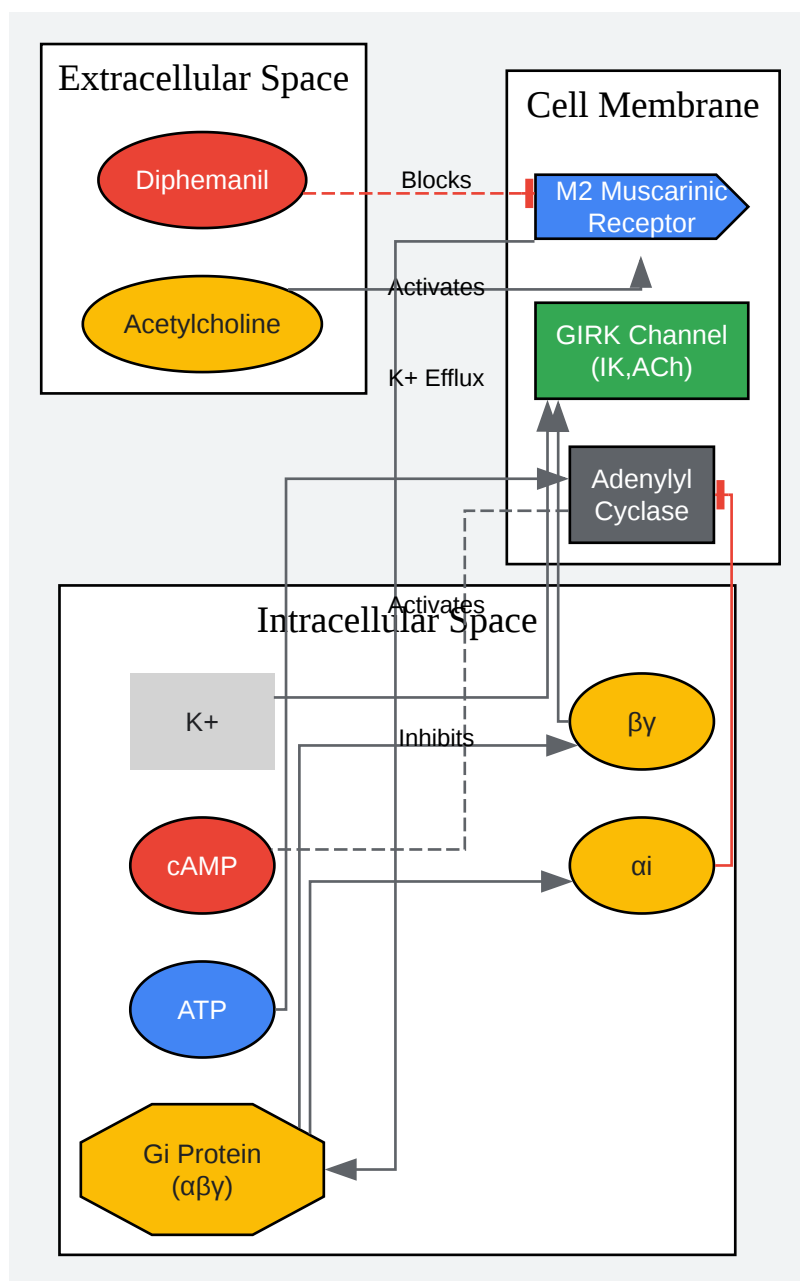 Extracellular Space
Cell Membrane
Diphemanil
Blocks
M2 Muscarinic
Receptor
Acetylcholine
Activates
GIRK Channel
(IK,ACh)
K+ Efflux
Adenylyl
Cyclase
Activates
Intracellular Space
K+
βγ
Inhibits
cAMP
αi
ATP
Gi Protein
(αβγ)